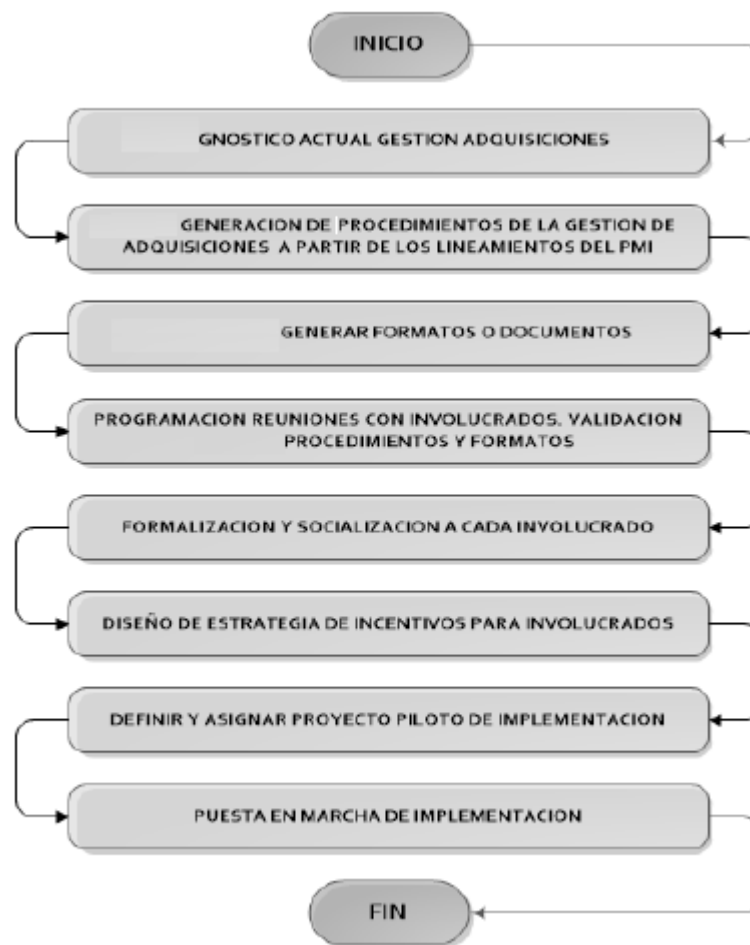 INICIO
GNOSTICO ACTUAL GESTION ADQUISICIONES
GENERACION DE PROCEDIMIENTOS DE LA GESTION DE
ADQUISICIONES A PARTIR DE LOS LINEAMIENTOS DEL PMI
GENERAR FORMATOS O DOCUMENTOS
PROGRAMACION REUNIONES CON INVOLUCRADOS. VALIDACION
PROCEDIMIENTOS Y FORMATOS
FORMALIZACION Y SOCIALIZACION A CADA INVOLUCRADO
DISEÑO DE ESTRATEGIA DE INCENTIVOS PARA INVOLUCRADOS
DEFINIR Y ASIGNAR PROYECTO PILOTO DE IMPLEMENTACION
PUESTA EN MARCHA DE IMPLEMENTACION
FIN